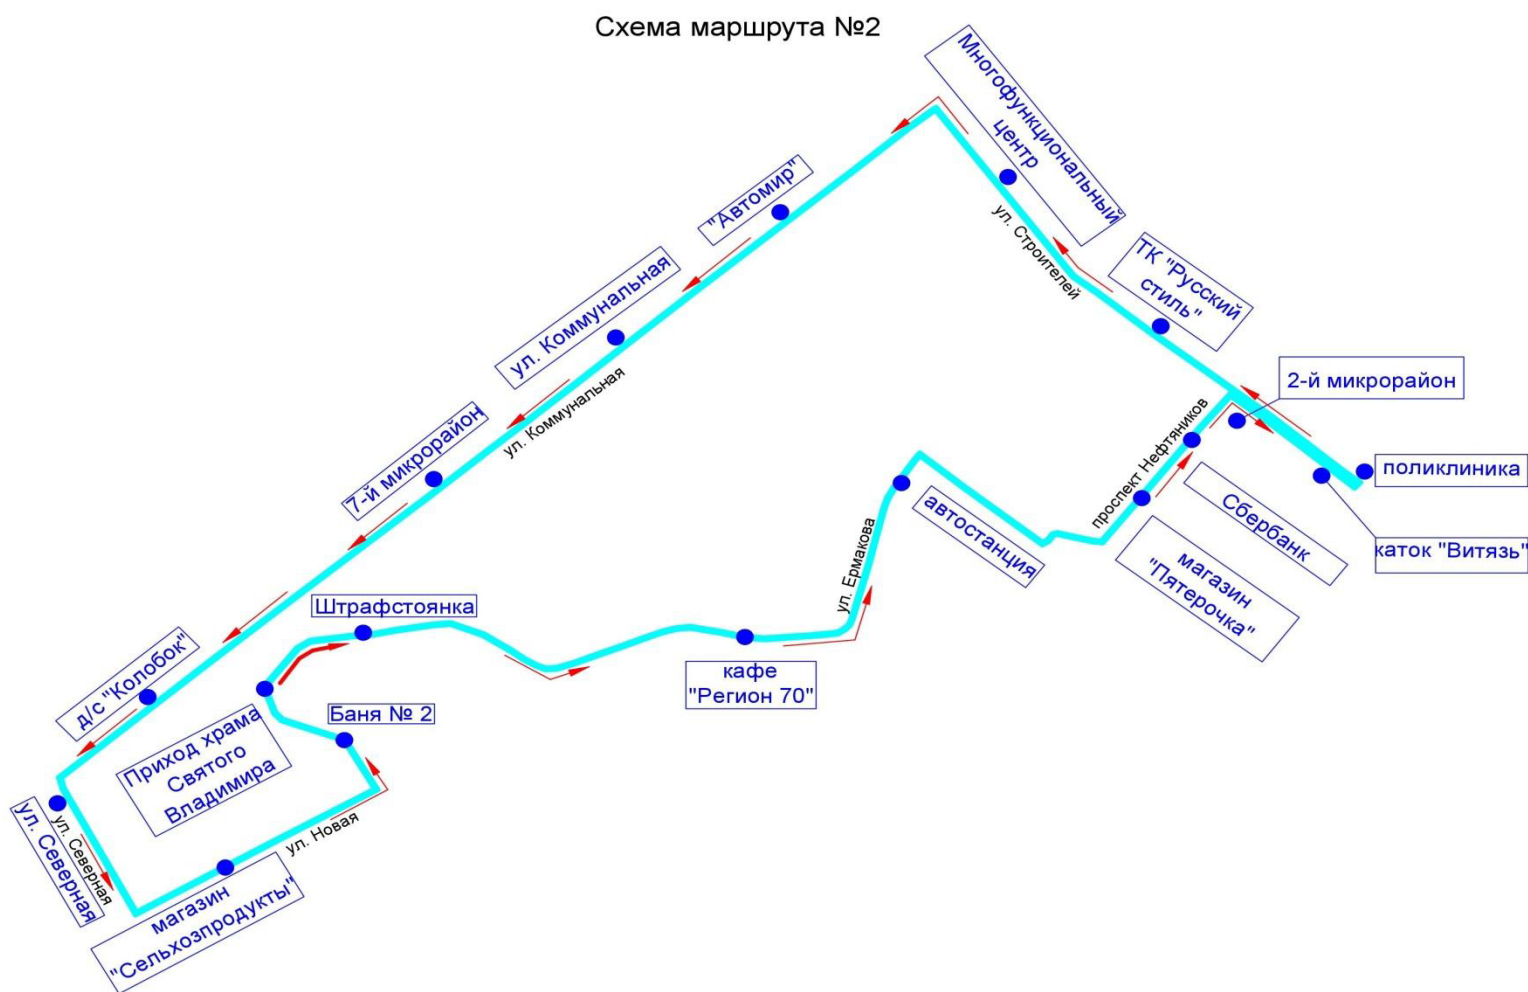 Схема маршрута №2
Многофункциональный
центр
"Автомир"
ул. Строителей
ТК "Русский
стиль"
ул. Коммунальная
ул. Коммунальная
2-й микрорайон
7-й микрорайон
проспект Нефтяников
поликлиника
Сбербанк
каток "Витязь"
автостанция
магазин
"Пятерочка"
ул. Ермакова
Штрафстоянка
кафе
"Регион 70"
д/с "Колобок"
Баня № 2
Приход храма
Святого
Владимира
ул. Северная
ул. Северная
ул. Новая
магазин
"Сельхозпродукты"